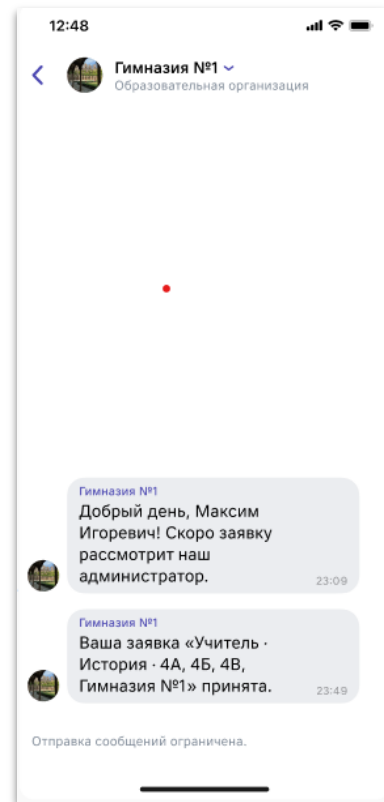 12:48
Гимназия №1
Образовательная организация
Гимназия №1
Добрый день, Максим
Игоревич! Скоро заявку
рассмотрит наш
администратор.
23:09
Гимназия №1
Ваша заявка «Учитель ·
История · 4А, 4Б, 4В,
Гимназия №1» принята.
23:49
Отправка сообщений ограничена.